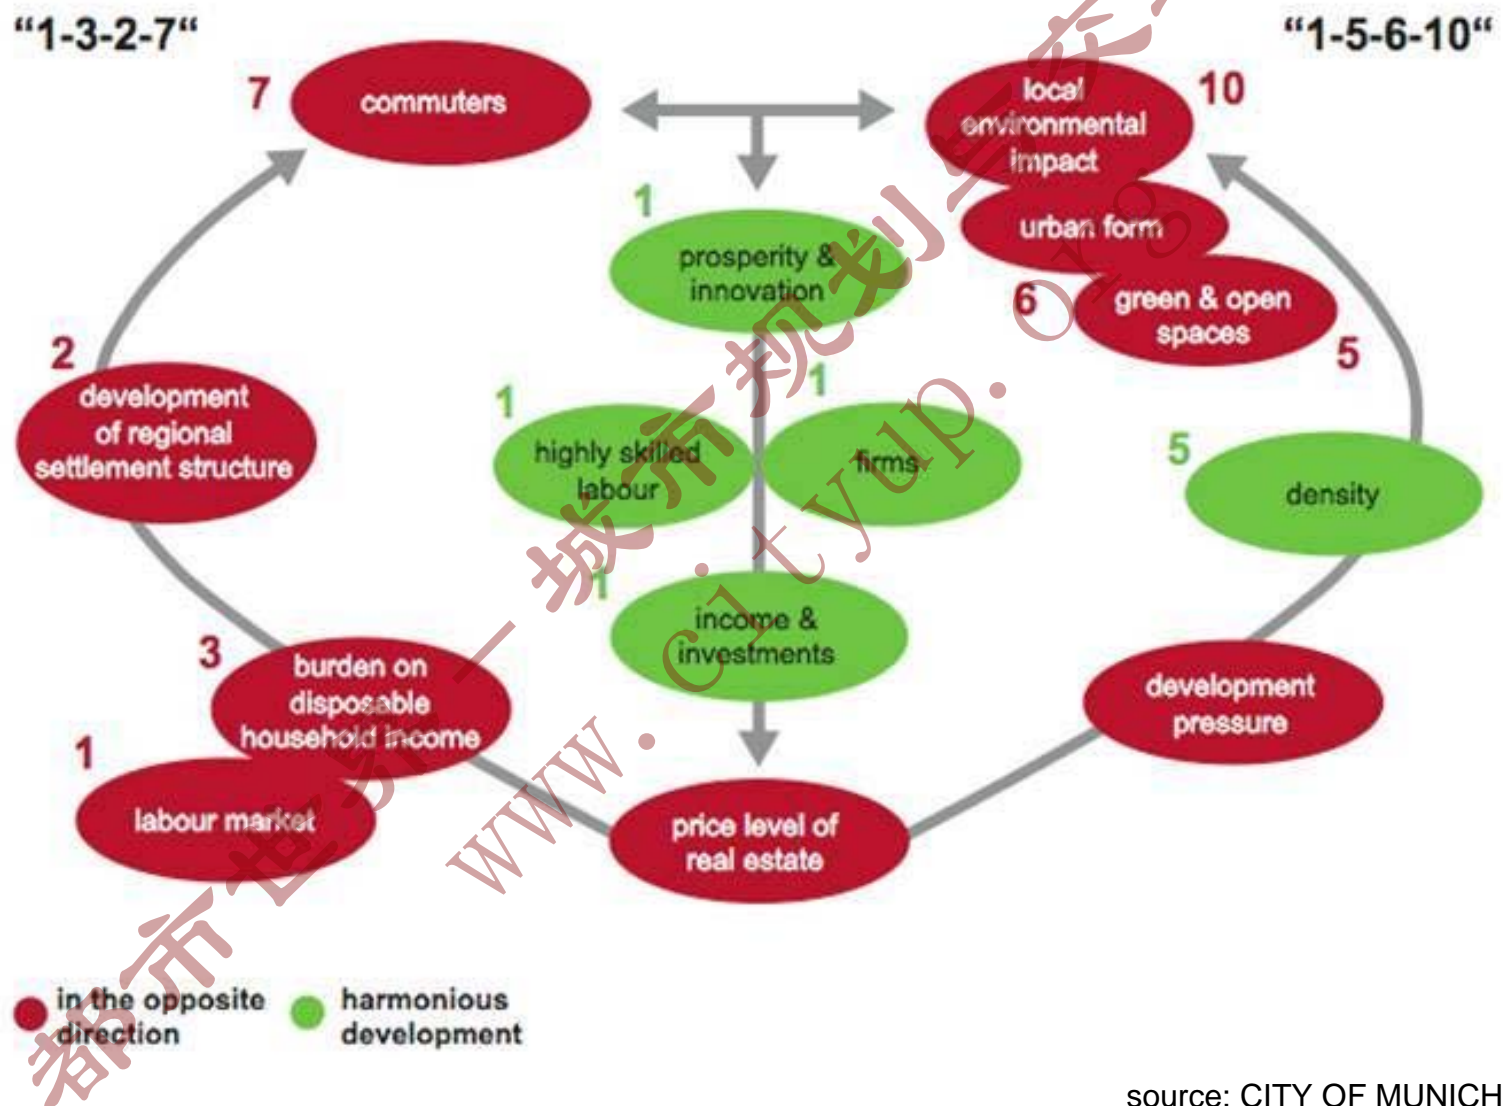 “1-3-2-7“
“1-5-6-10“
7
commuters
local
environmental
impact
10
urban form
green & open
spaces
6
5
1
prosperity &
innovation
2
development
of regional
settlement structure
1
highly skilled
labour
1
firms
5
density
1
income &
investments
3
burden on
disposable
household income
1
labour market
development
pressure
price level of
real estate
in the opposite
direction
harmonious
development
source: CITY OF MUNICH
都市世界—城市规划与交
www.cityup.org